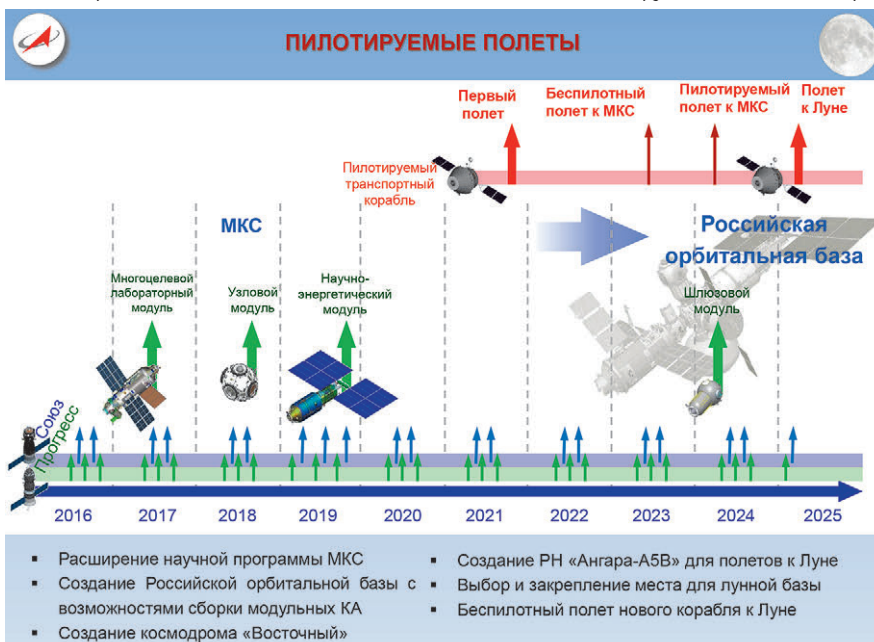 ПИЛОТИРУЕМЫЕ ПОЛЕТЫ
Первый
полет
Беспилотный
полет к МКС
Пилотируемый
полет к МКС
Полет
к Луне
Пилотируемый
транспортный
корабль
МКС
Российская
орбитальная база
Многоцелевой
лабораторный
модуль
Узловой
модуль
Научно-
энергетический
модуль
Шлюзовой
модуль
Союз
Прогресс
2016 2017 2018 2019 2020 2021 2022 2023 2024 2025
▪ Расширение научной программы МКС
▪ Создание Российской орбитальной базы с
возможностями сборки модульных КА
▪ Создание космодрома «Восточный»
▪ Создание РН «Ангара-А5В» для полетов к Луне
▪ Выбор и закрепление места для лунной базы
▪ Беспилотный полет нового корабля к Луне